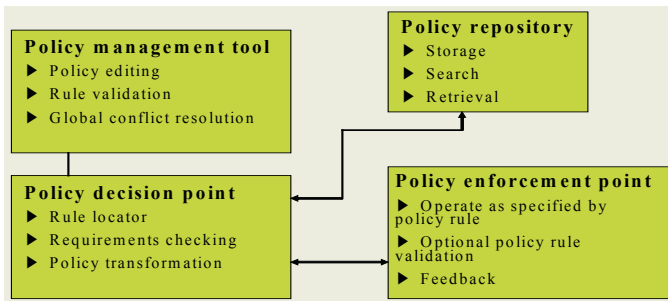 Policy management tool
▶ Policy editing
▶ Rule validation
▶ Global conflict resolution
Policy repository
▶ Storage
▶ Search
▶ Retrieval
Policy decision point
▶ Rule locator
▶ Requirements checking
▶ Policy transformation
Policy enforcement point
▶ Operate as specified by
policy rule
▶ Optional policy rule
validation
▶ Feedback